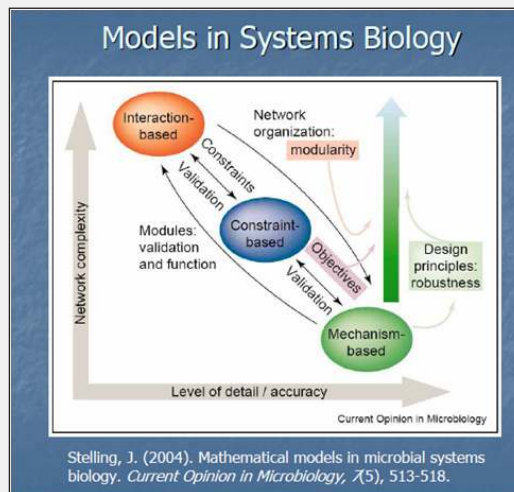 Models in Systems Biology
Interaction-
based
Network
organization:
modularity
Constraints
Validation
Modules:
validation
and function
Constraint-
based
Objectives
Validation
Design
principles:
robustness
Mechanism-
based
Network complexity
Level of detail / accuracy
Current Opinion in Microbiology
Stelling, J. (2004). Mathematical models in microbial systems
biology. Current Opinion in Microbiology, 7(5), 513-518.